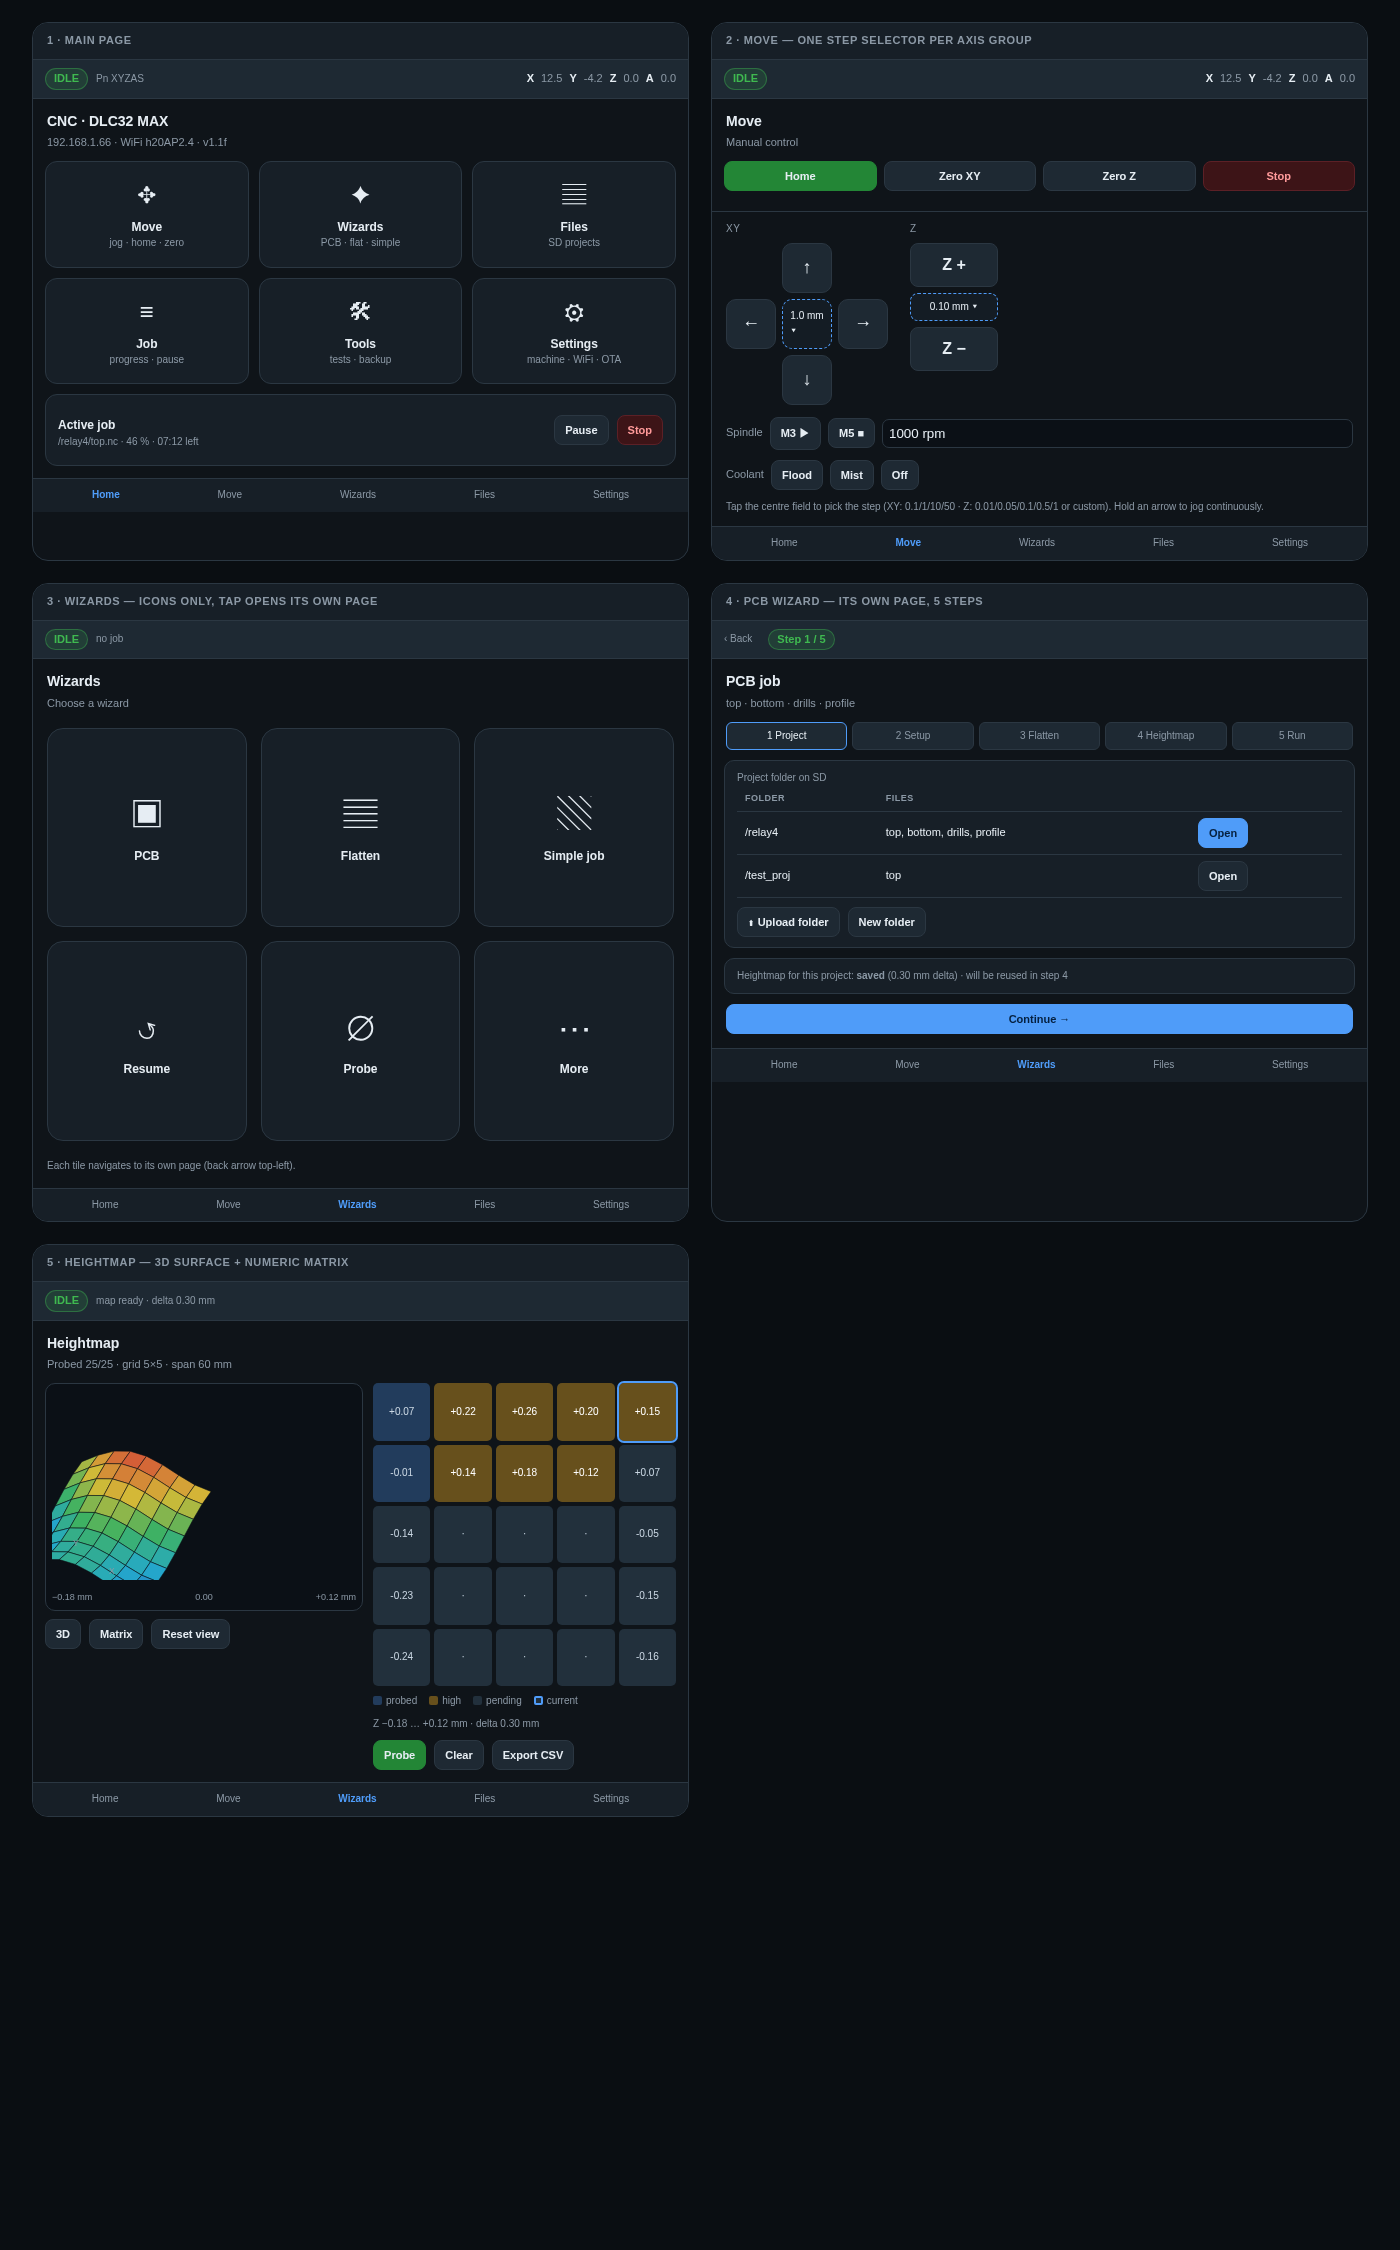 1 · MAIN PAGE
IDLE Pn XYZAS X 12.5 Y -4.2 Z 0.0 A 0.0
CNC · DLC32 MAX
192.168.1.66 · WiFi h20AP2.4 · v1.1f
Move Wizards Files
jog · home · zero PCB · flat · simple SD projects
Job Tools Settings
progress · pause tests · backup machine · WiFi · OTA
Active job
/relay4/top.nc · 46 % · 07:12 left
Pause Stop
Home Move Wizards Files Settings
2 · MOVE — ONE STEP SELECTOR PER AXIS GROUP
IDLE X 12.5 Y -4.2 Z 0.0 A 0.0
Move
Manual control
Home Zero XY Zero Z Stop
XY Z
↑ Z +
← 1.0 mm ▾ → 0.10 mm ▾
↓ Z −
Spindle M3 ▶ M5 ■ 1000 rpm
Coolant Flood Mist Off
Tap the centre field to pick the step (XY: 0.1/1/10/50 · Z: 0.01/0.05/0.1/0.5/1 or custom). Hold an arrow to jog continuously.
Home Move Wizards Files Settings
3 · WIZARDS — ICONS ONLY, TAP OPENS ITS OWN PAGE
IDLE no job
Wizards
Choose a wizard
PCB Flatten Simple job
Resume Probe More
Each tile navigates to its own page (back arrow top-left).
Home Move Wizards Files Settings
4 · PCB WIZARD — ITS OWN PAGE, 5 STEPS
‹ Back Step 1 / 5
PCB job
top · bottom · drills · profile
1 Project 2 Setup 3 Flatten 4 Heightmap 5 Run
Project folder on SD
FOLDER FILES
/relay4 top, bottom, drills, profile Open
/test_proj top Open
⬆ Upload folder New folder
Heightmap for this project: saved (0.30 mm delta) · will be reused in step 4
Continue →
Home Move Wizards Files Settings
5 · HEIGHTMAP — 3D SURFACE + NUMERIC MATRIX
IDLE map ready · delta 0.30 mm
Heightmap
Probed 25/25 · grid 5×5 · span 60 mm
−0.18 mm 0.00 +0.12 mm
3D Matrix Reset view
+0.07 +0.22 +0.26 +0.20 +0.15
-0.01 +0.14 +0.18 +0.12 +0.07
-0.14 · · · -0.05
-0.23 · · · -0.15
-0.24 · · · -0.16
probed high pending current
Z −0.18 … +0.12 mm · delta 0.30 mm
Probe Clear Export CSV
Home Move Wizards Files Settings